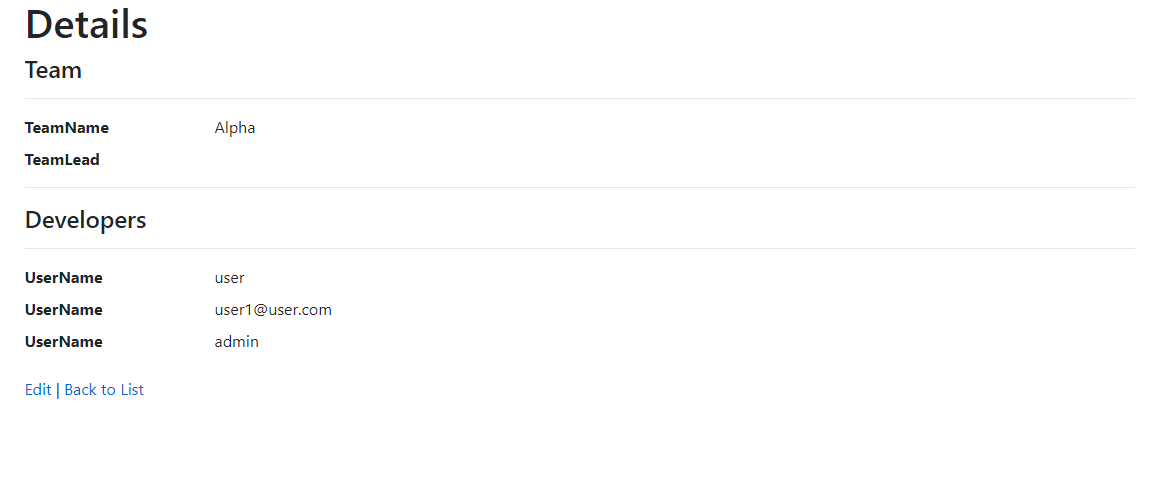 Details
Team
TeamName Alpha
TeamLead
Developers
UserName user
UserName user1@user.com
UserName admin
Edit | Back to List